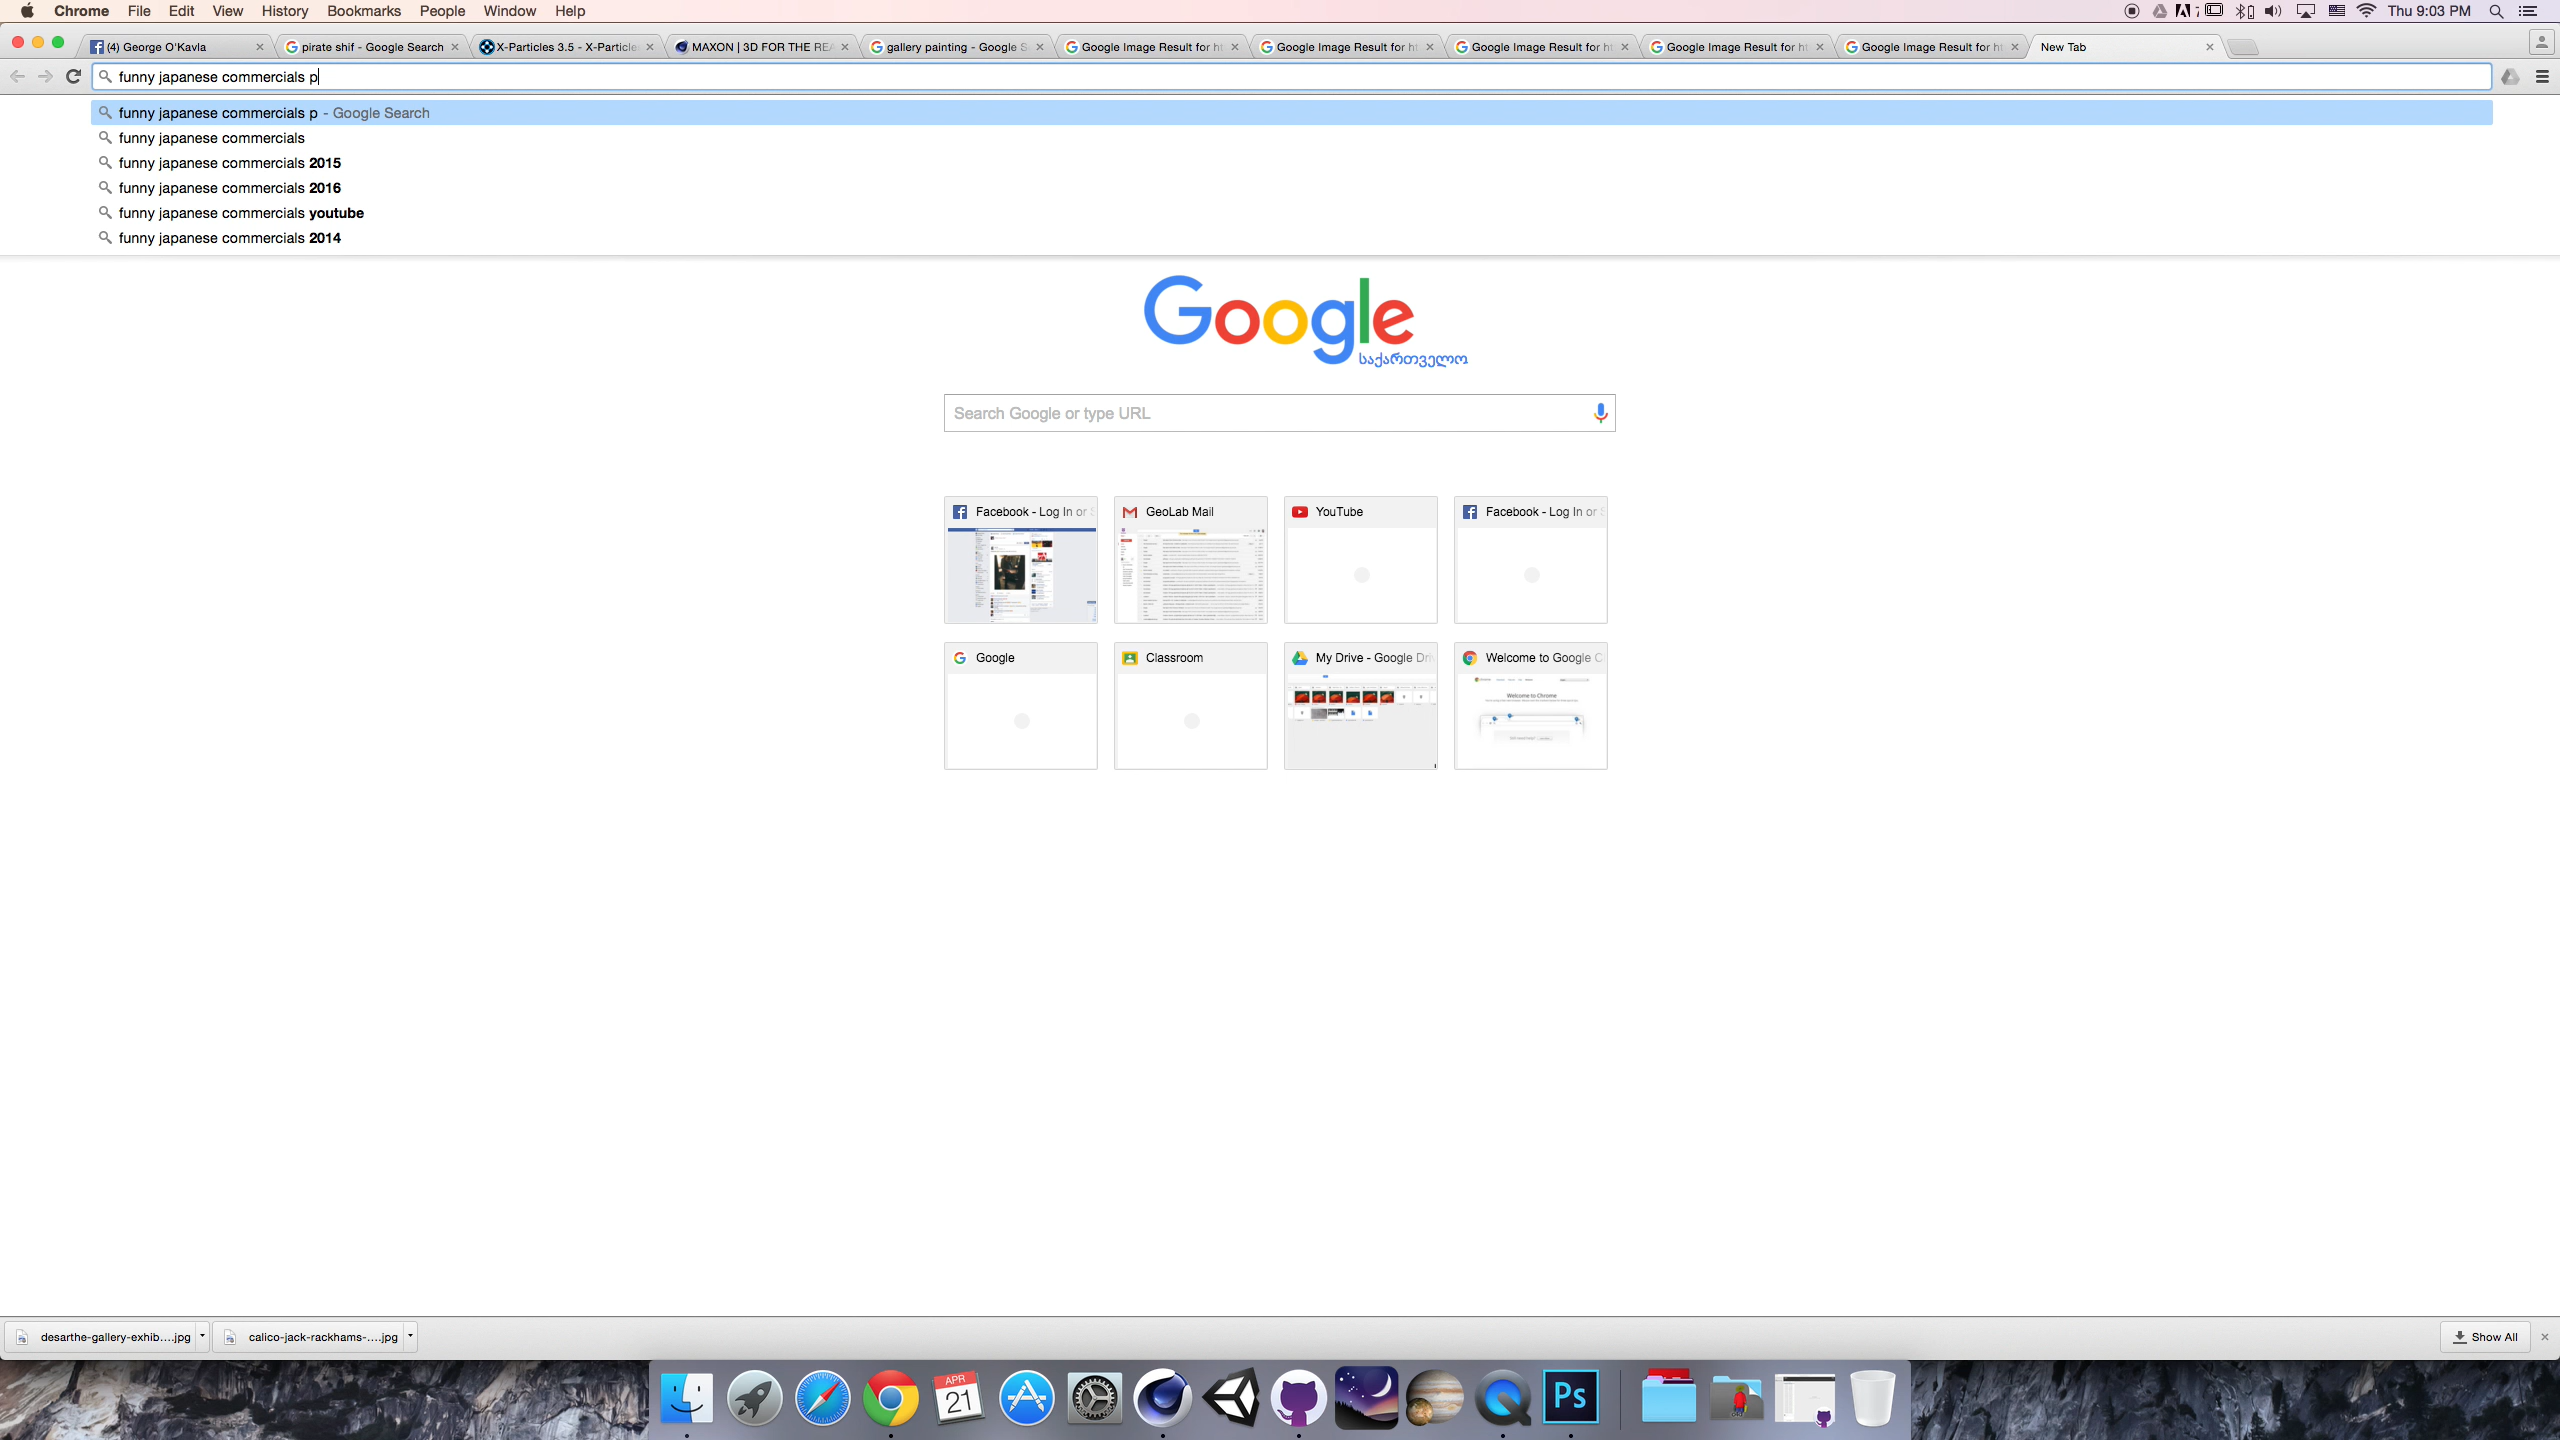 Chrome File Edit View History Bookmarks People Window Help Thu 9:03 PM
(4) George O'Kavla pirate shif - Google Search X-Particles 3.5 - X-Particle MAXON | 3D FOR THE REA gallery painting - Google S Google Image Result for ht Google Image Result for ht Google Image Result for ht Google Image Result for ht Google Image Result for ht New Tab
funny japanese commercials p
funny japanese commercials p - Google Search
funny japanese commercials
funny japanese commercials 2015
funny japanese commercials 2016
funny japanese commercials youtube
funny japanese commercials 2014
Google
საქართველო
Search Google or type URL
Facebook - Log In or S GeoLab Mail YouTube Facebook - Log In or S
Google Classroom My Drive - Google Driv Welcome to Google C
Welcome to Chrome
desarthe-gallery-exhib....jpg calico-jack-rackhams-....jpg Show All
APR
21
Ps